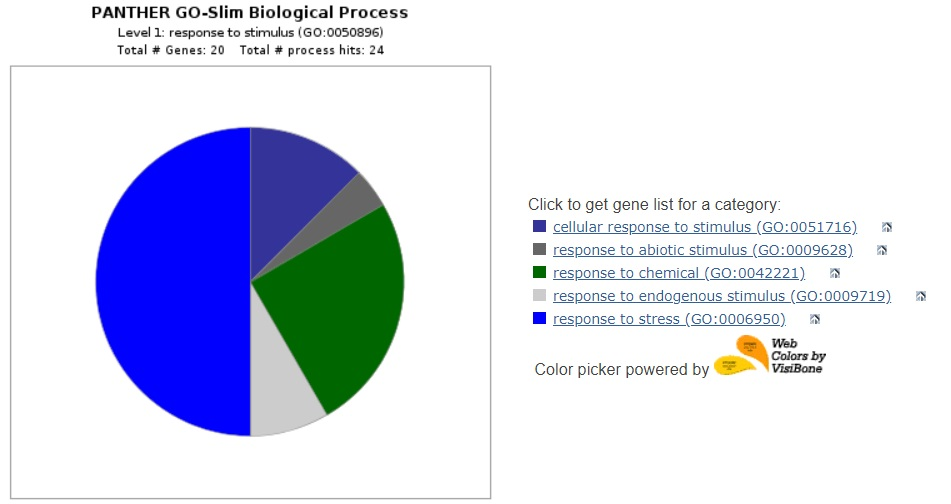 PANTHER GO-Slim Biological Process
Level 1: response to stimulus (GO:0050896)
Total # Genes: 20 Total # process hits: 24
Click to get gene list for a category:
cellular response to stimulus (GO:0051716)
response to abiotic stimulus (GO:0009628)
response to chemical (GO:0042221)
response to endogenous stimulus (GO:0009719)
response to stress (GO:0006950)
Color picker powered by
Web
Colors by
VisiBone